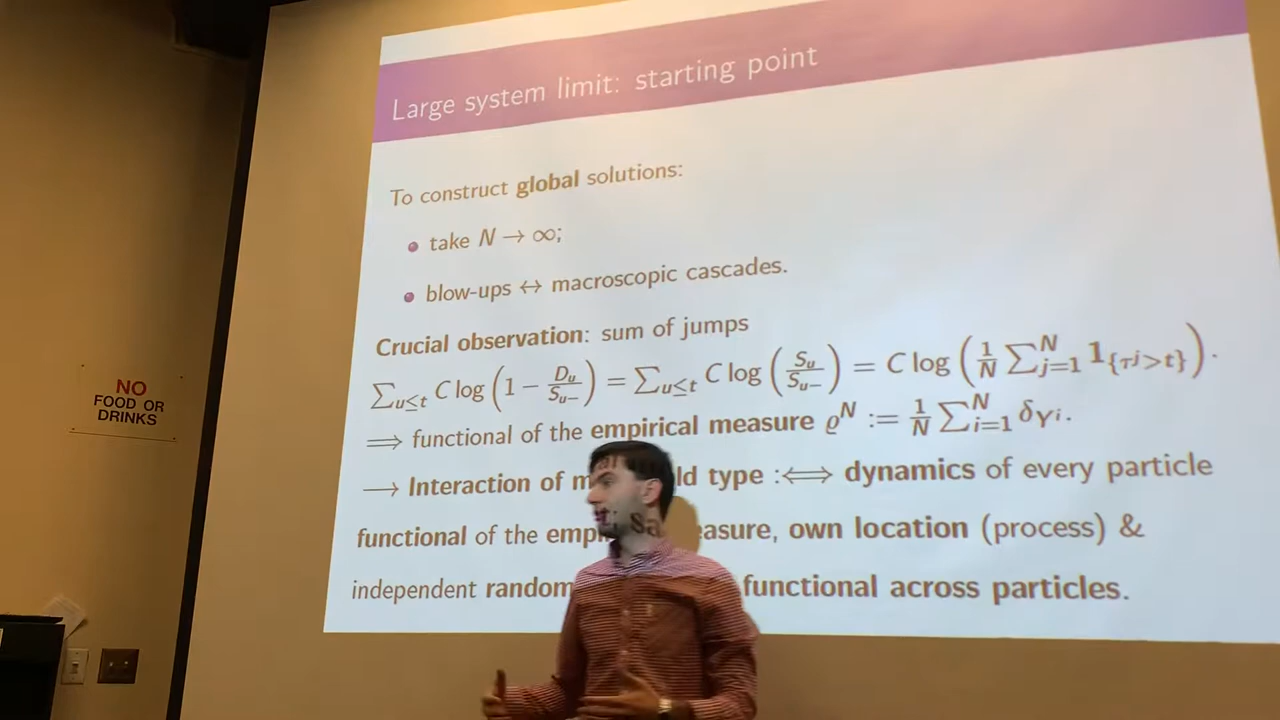 Large system limit: starting point
To construct global solutions:
take N → ∞;
blow-ups ↔ macroscopic cascades.
Crucial observation: sum of jumps
∑_{u≤t} C log (1 − D_u/S_{u−}) = ∑_{u≤t} C log (S_u/S_{u−}) = C log (1/N ∑_{j=1}^N 1_{τ^j>t}).
⟹ functional of the empirical measure ϱ^N := 1/N ∑_{i=1}^N δ_{Y^i}.
→ Interaction of type :⟺ dynamics of every particle
functional of the measure, own location (process) &
independent random functional across particles.
NO
FOOD OR
DRINKS